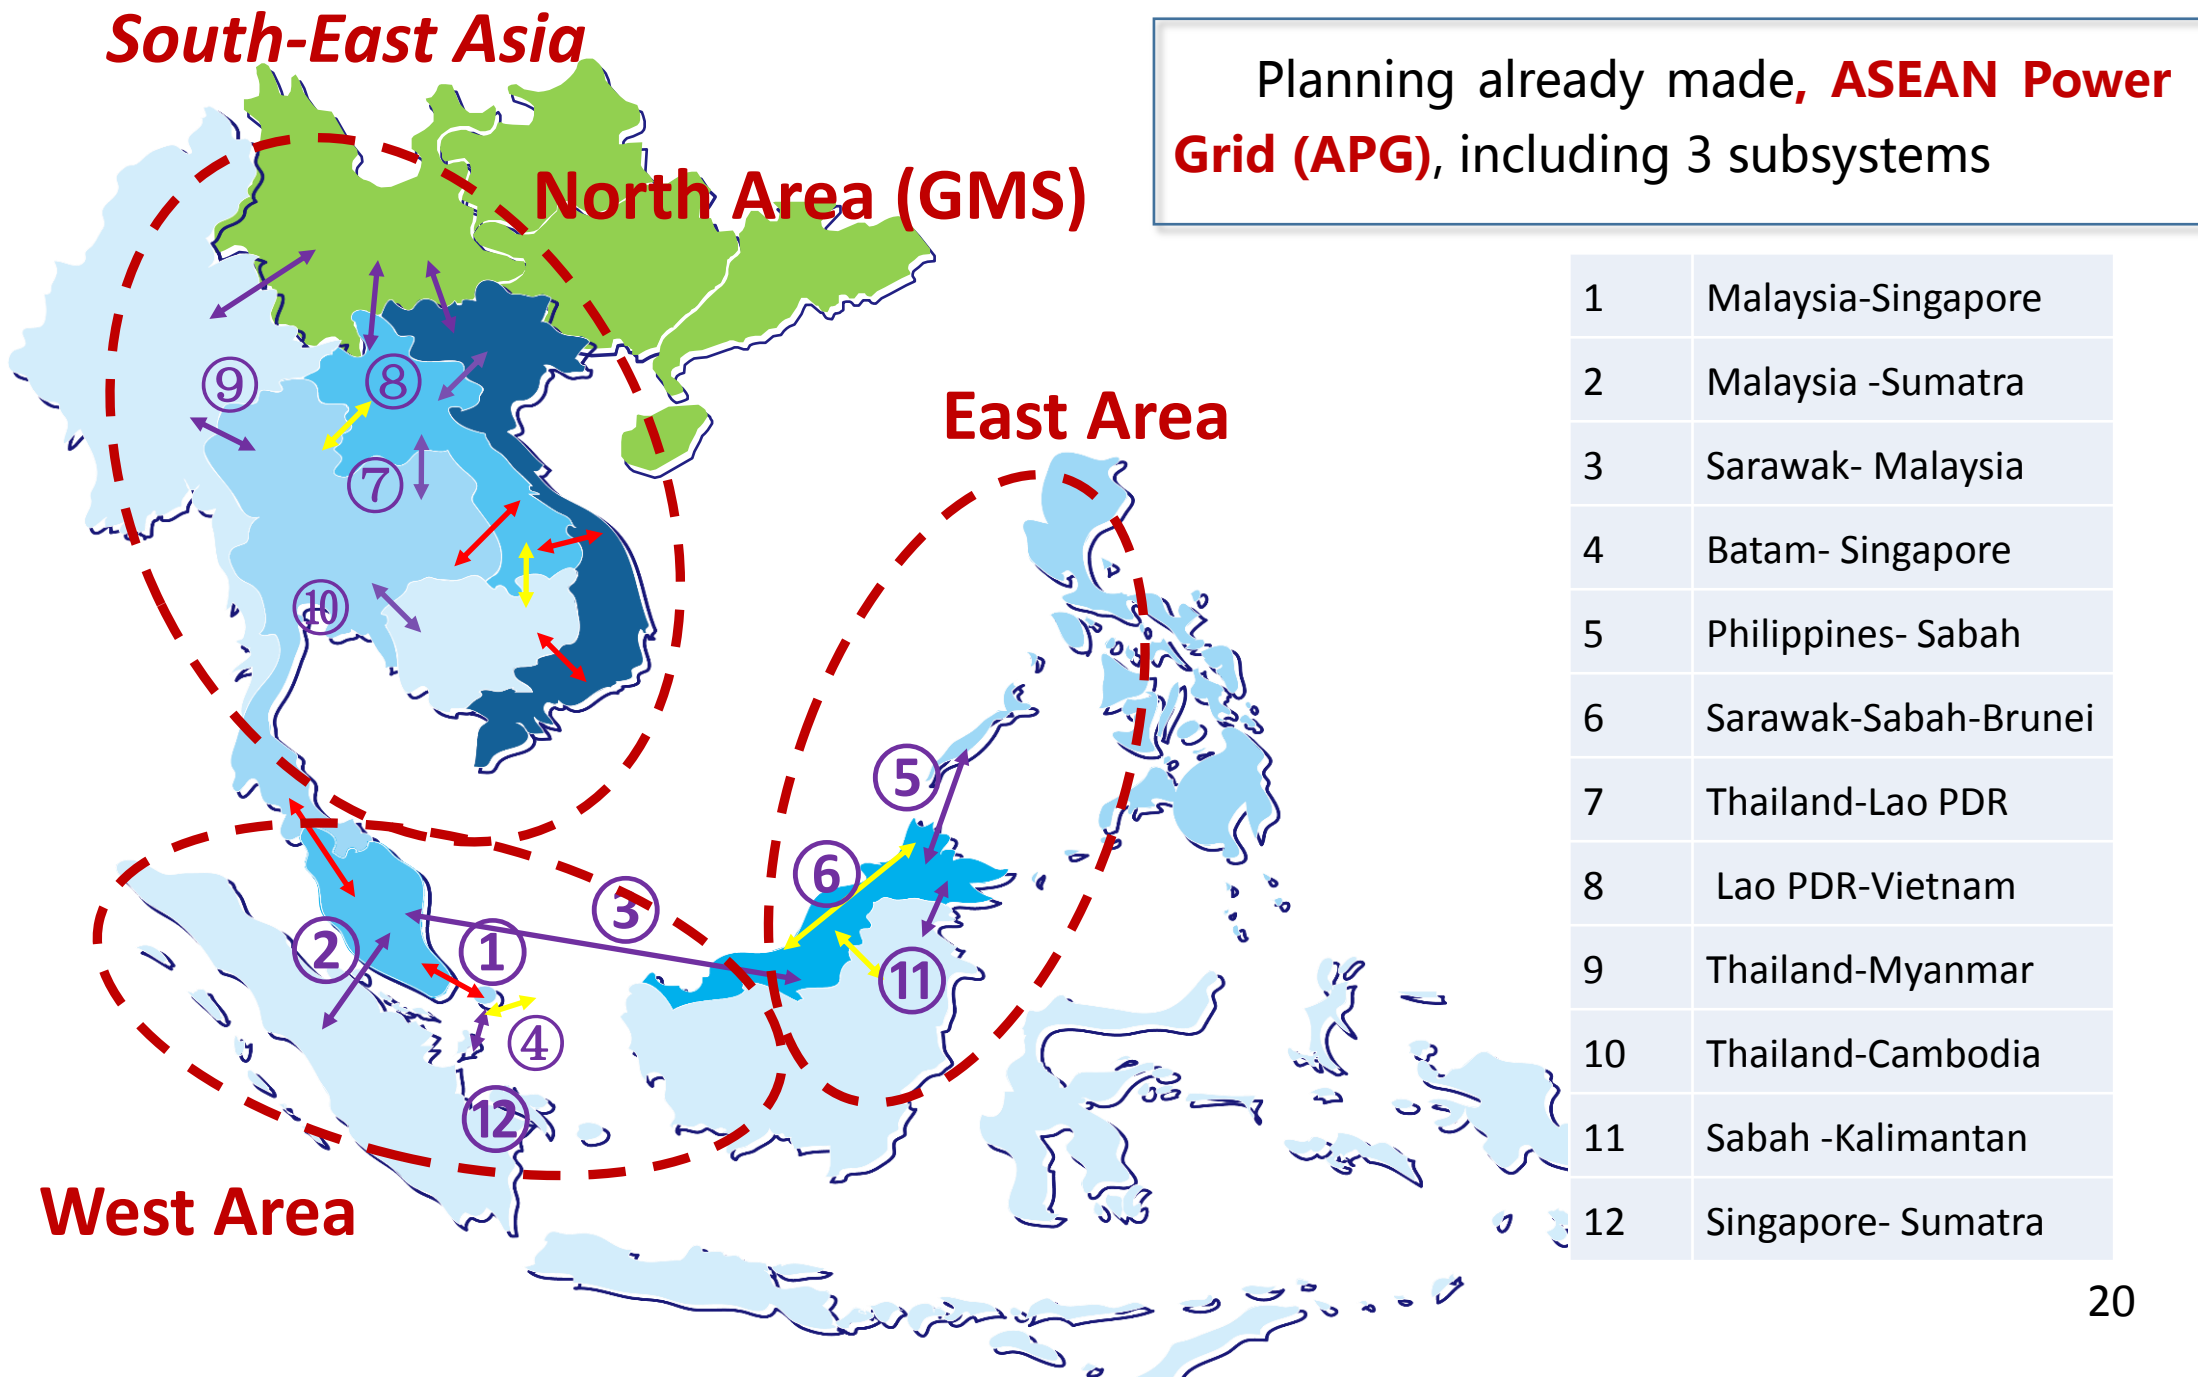 South-East Asia
Planning already made, ASEAN Power
Grid (APG), including 3 subsystems
North Area (GMS)
East Area
West Area
⑨
⑧
⑦
⑩
⑤
⑥
③
②
①
⑪
④
⑫
1 Malaysia-Singapore
2 Malaysia -Sumatra
3 Sarawak- Malaysia
4 Batam- Singapore
5 Philippines- Sabah
6 Sarawak-Sabah-Brunei
7 Thailand-Lao PDR
8 Lao PDR-Vietnam
9 Thailand-Myanmar
10 Thailand-Cambodia
11 Sabah -Kalimantan
12 Singapore- Sumatra
20